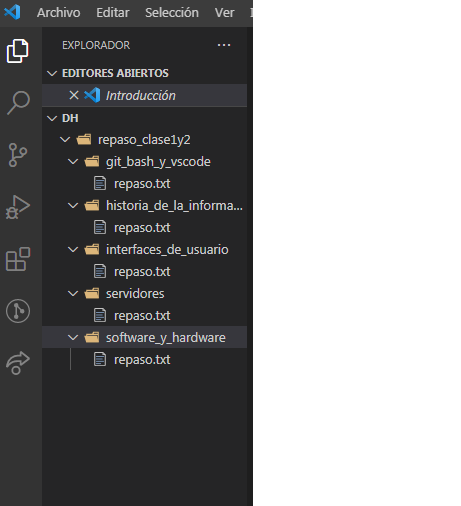 Archivo Editar Selección Ver
EXPLORADOR ...
EDITORES ABIERTOS
Introducción
DH
repaso_clase1y2
git_bash_y_vscode
repaso.txt
historia_de_la_informa...
repaso.txt
interfaces_de_usuario
repaso.txt
servidores
repaso.txt
software_y_hardware
repaso.txt